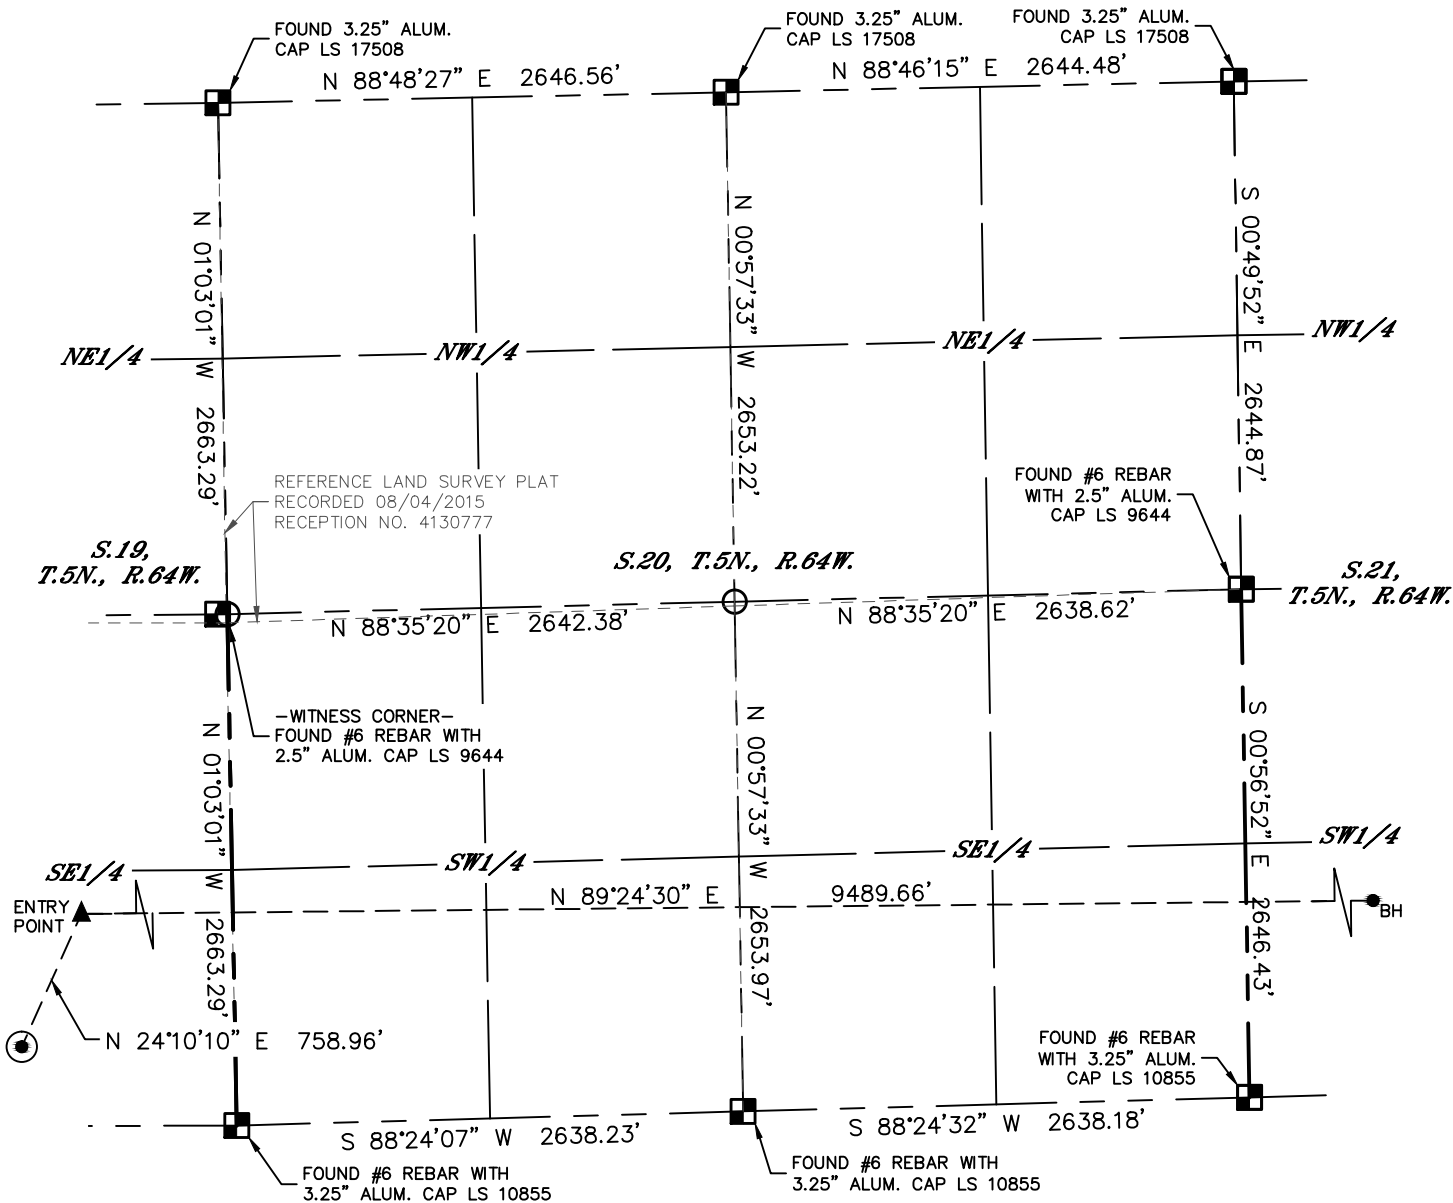 FOUND 3.25" ALUM.
CAP LS 17508
FOUND 3.25" ALUM.
CAP LS 17508
FOUND 3.25" ALUM.
CAP LS 17508
N 88°48'27" E 2646.56'
N 88°46'15" E 2644.48'
N 01°03'01" W 2663.29'
N 00°57'33" W 2653.22'
S 00°49'52" E 2644.87'
NE1/4
NW1/4
NE1/4
NW1/4
REFERENCE LAND SURVEY PLAT
RECORDED 08/04/2015
RECEPTION NO. 4130777
FOUND #6 REBAR
WITH 2.5" ALUM.
CAP LS 9644
S.19,
T.5N., R.64W.
S.20, T.5N., R.64W.
S.21,
T.5N., R.64W.
N 88°35'20" E 2642.38'
N 88°35'20" E 2638.62'
-WITNESS CORNER-
FOUND #6 REBAR WITH
2.5" ALUM. CAP LS 9644
N 01°03'01" W 2663.29'
N 00°57'33" W 2653.97'
S 00°56'52" E 2646.43'
SE1/4
SW1/4
SE1/4
SW1/4
ENTRY
POINT
N 89°24'30" E 9489.66'
BH
N 24°10'10" E 758.96'
FOUND #6 REBAR
WITH 3.25" ALUM.
CAP LS 10855
S 88°24'07" W 2638.23'
S 88°24'32" W 2638.18'
FOUND #6 REBAR WITH
3.25" ALUM. CAP LS 10855
FOUND #6 REBAR WITH
3.25" ALUM. CAP LS 10855